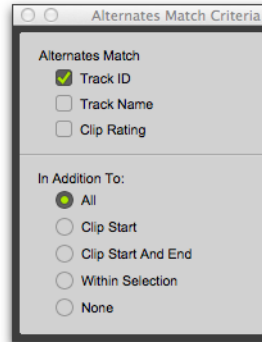 Alternates Match Criteria
Alternates Match
Track ID
Track Name
Clip Rating
In Addition To:
All
Clip Start
Clip Start And End
Within Selection
None